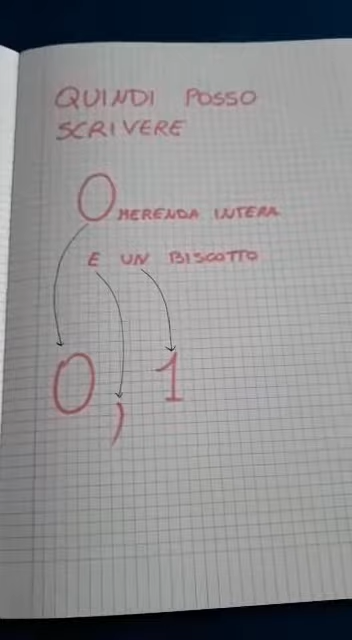 QUINDI POSSO
SCRIVERE
0 MERENDA INTERA
E UN BISCOTTO
0,1